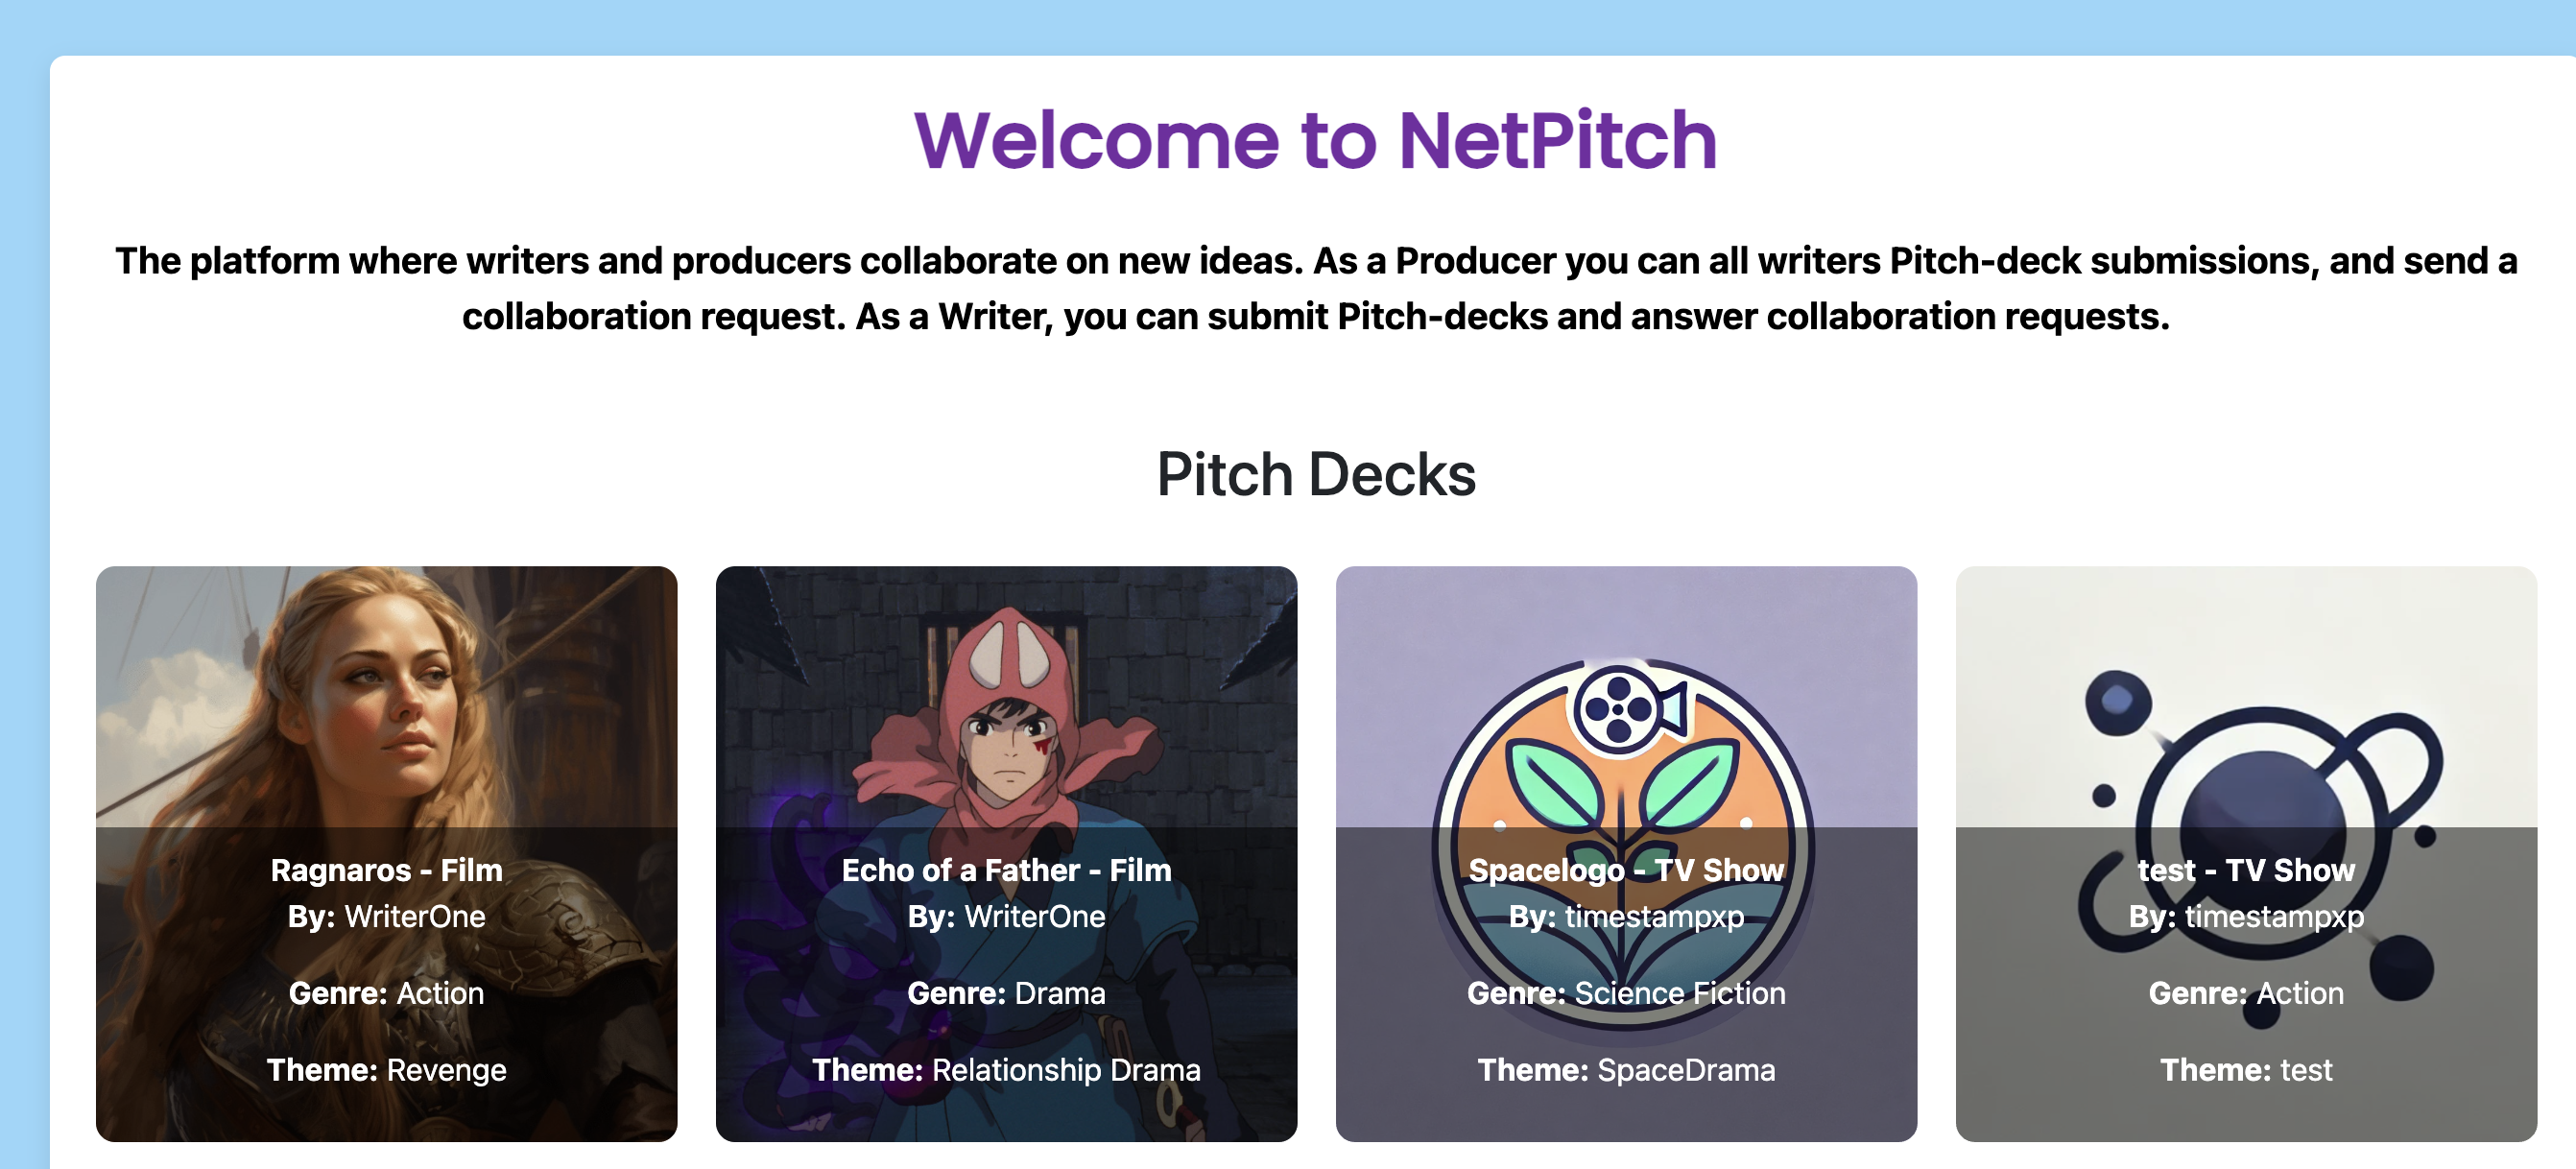 Welcome to NetPitch
The platform where writers and producers collaborate on new ideas. As a Producer you can all writers Pitch-deck submissions, and send a
collaboration request. As a Writer, you can submit Pitch-decks and answer collaboration requests.
Pitch Decks
Ragnaros - Film
By: WriterOne
Genre: Action
Theme: Revenge
Echo of a Father - Film
By: WriterOne
Genre: Drama
Theme: Relationship Drama
Spacelogo - TV Show
By: timestampxp
Genre: Science Fiction
Theme: SpaceDrama
test - TV Show
By: timestampxp
Genre: Action
Theme: test